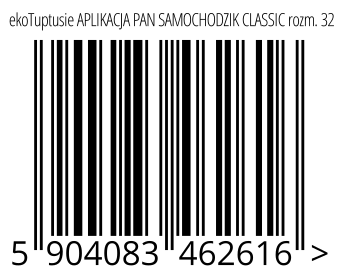 ekoTuptusie APLIKACJA PAN SAMOCHODZIK CLASSIC rozm. 32
5 904083 462616 >